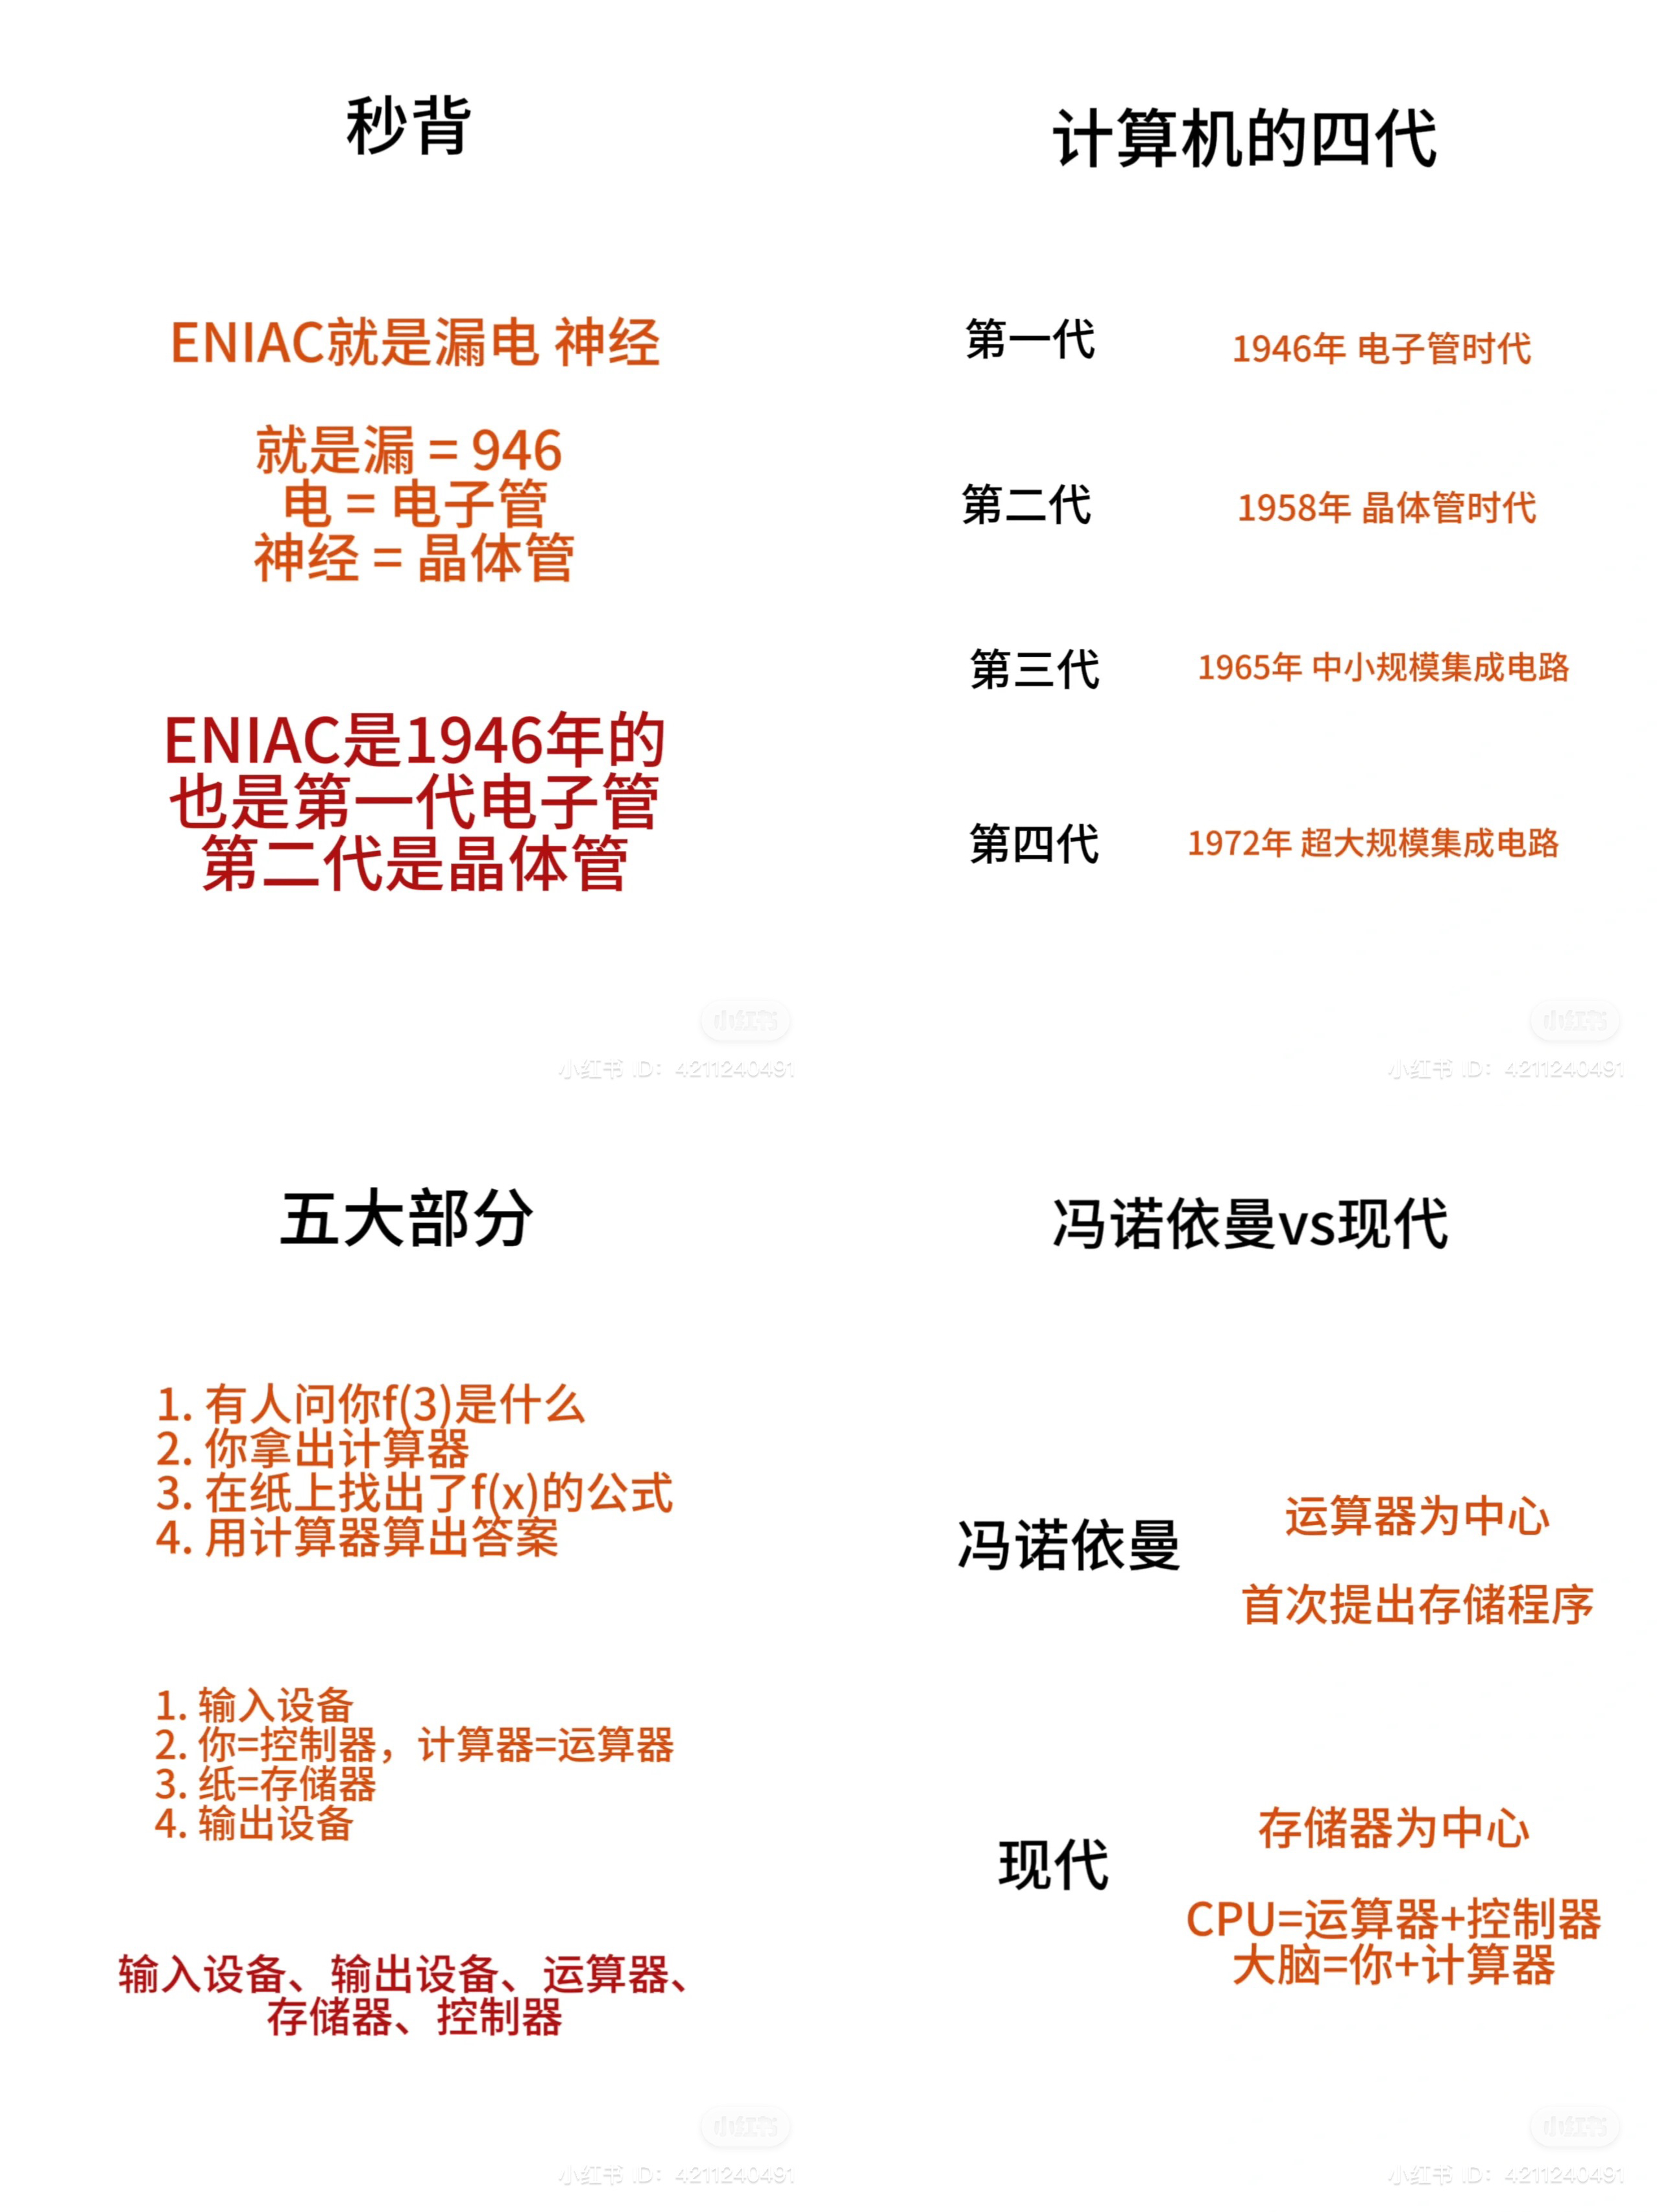 秒背
ENIAC就是漏电 神经
就是漏 = 946
电 = 电子管
神经 = 晶体管
ENIAC是1946年的
也是第一代电子管
第二代是晶体管
小红书
小红书 ID: 4211240491
计算机的四代
第一代 1946年 电子管时代
第二代 1958年 晶体管时代
第三代 1965年 中小规模集成电路
第四代 1972年 超大规模集成电路
小红书
小红书 ID: 4211240491
五大部分
1. 有人问你f(3)是什么
2. 你拿出计算器
3. 在纸上找出了f(x)的公式
4. 用计算器算出答案
1. 输入设备
2. 你=控制器，计算器=运算器
3. 纸=存储器
4. 输出设备
输入设备、输出设备、运算器、
存储器、控制器
小红书
小红书 ID: 4211240491
冯诺依曼vs现代
冯诺依曼
运算器为中心
首次提出存储程序
现代
存储器为中心
CPU=运算器+控制器
大脑=你+计算器
小红书
小红书 ID: 4211240491